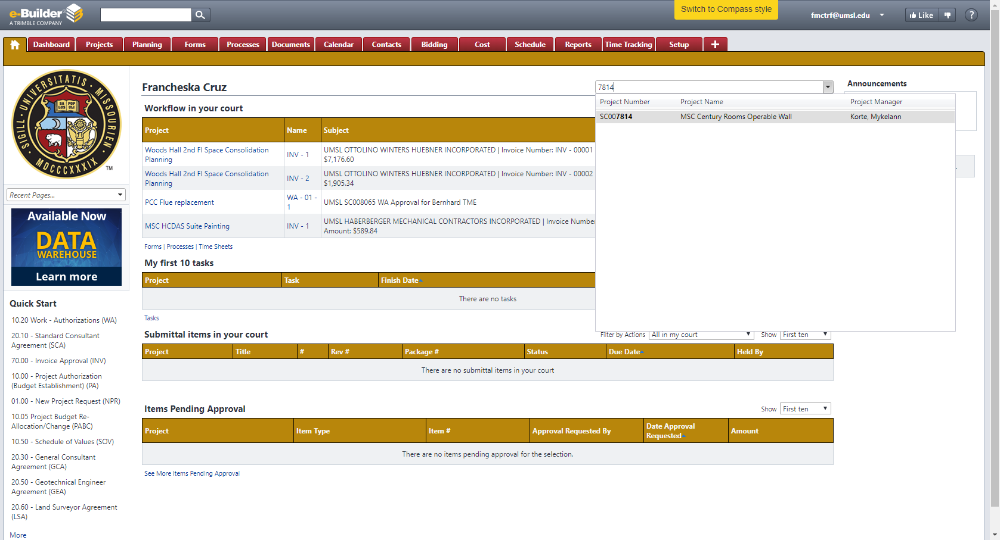 e-Builder®
A TRIMBLE COMPANY
Switch to Compass style
fmctrf@umsl.edu
Like
?
Dashboard Projects Planning Forms Processes Documents Calendar Contacts Bidding Cost Schedule Reports Time Tracking Setup
SIGILL · UNIVERSITATIS · MISSOURIEN
SA POP
LUS ULI
MDCCCXXXIX
™
Recent Pages...
Available Now
DATA
WAREHOUSE
Learn more
Quick Start
10.20 Work - Authorizations (WA)
20.10 - Standard Consultant
Agreement (SCA)
70.00 - Invoice Approval (INV)
10.00 - Project Authorization
(Budget Establishment) (PA)
01.00 - New Project Request (NPR)
10.05 Project Budget Re-
Allocation/Change (PABC)
10.50 - Schedule of Values (SOV)
20.30 - General Consultant
Agreement (GCA)
20.50 - Geotechnical Engineer
Agreement (GEA)
20.60 - Land Surveyor Agreement
(LSA)
More
Francheska Cruz
7814
Project Number Project Name Project Manager
SC007814 MSC Century Rooms Operable Wall Korte, Mykelann
Announcements
Workflow in your court
Project Name Subject
Woods Hall 2nd Fl Space Consolidation
Planning
INV - 1
UMSL OTTOLINO WINTERS HUEBNER INCORPORATED | Invoice Number: INV - 00001
$7,176.60
Woods Hall 2nd Fl Space Consolidation
Planning
INV - 2
UMSL OTTOLINO WINTERS HUEBNER INCORPORATED | Invoice Number: INV - 00002
$1,905.34
PCC Flue replacement
WA - 01 -
1
UMSL SC008065 WA Approval for Bernhard TME
MSC HCDAS Suite Painting
INV - 1
UMSL HABERBERGER MECHANICAL CONTRACTORS INCORPORATED | Invoice Number
Amount: $589.84
Forms | Processes | Time Sheets
My first 10 tasks
Project Task Finish Date
There are no tasks
Tasks
Submittal items in your court
Filter by Actions All in my court Show First ten
Project Title # Rev # Package # Status Due Date Held By
There are no submittal items in your court
Items Pending Approval
Show First ten
Project Item Type Item # Approval Requested By Date Approval
Requested Amount
There are no items pending approval for the selection.
See More Items Pending Approval